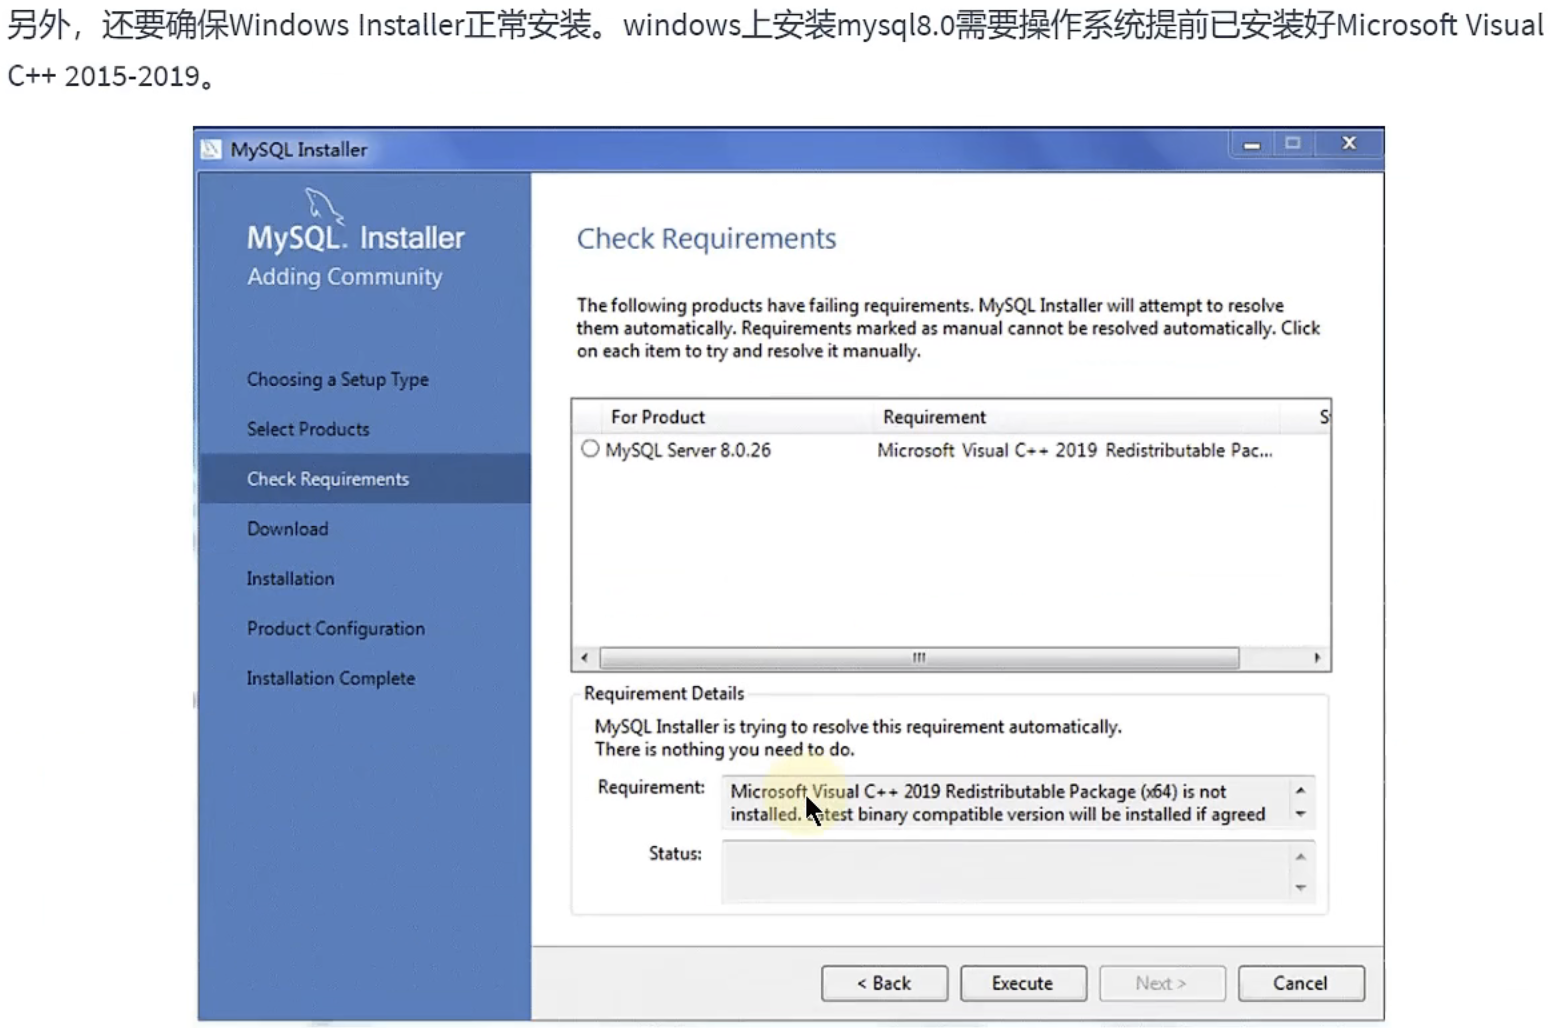 另外，还要确保Windows Installer正常安装。windows上安装mysql8.0需要操作系统提前已安装好Microsoft Visual
C++ 2015-2019。
MySQL Installer
MySQL. Installer
Adding Community
Choosing a Setup Type
Select Products
Check Requirements
Download
Installation
Product Configuration
Installation Complete
Check Requirements
The following products have failing requirements. MySQL Installer will attempt to resolve
them automatically. Requirements marked as manual cannot be resolved automatically. Click
on each item to try and resolve it manually.
For Product Requirement
MySQL Server 8.0.26 Microsoft Visual C++ 2019 Redistributable Pac...
Requirement Details
MySQL Installer is trying to resolve this requirement automatically.
There is nothing you need to do.
Requirement: Microsoft Visual C++ 2019 Redistributable Package (x64) is not
installed. Latest binary compatible version will be installed if agreed
Status:
< Back Execute Next > Cancel